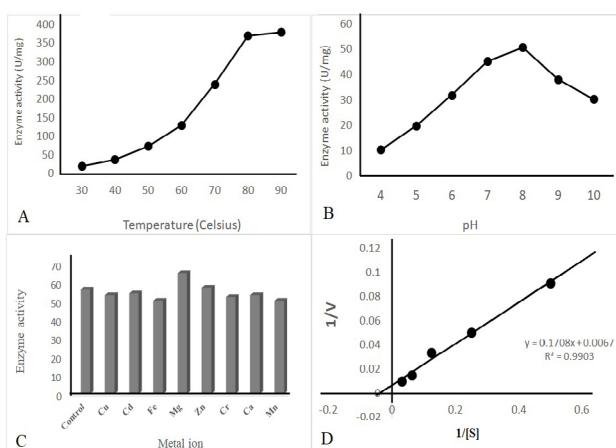 400
350
300
250
200
150
100
50
0
Enzyme activity (U/mg)
30 40 50 60 70 80 90
A
Temperature (Celsius)
60
50
40
30
20
10
0
Enzyme activity (U/mg)
4 5 6 7 8 9 10
B
pH
70
60
50
40
30
20
10
0
Enzyme activity
Control Cu Cd Fe Mg Zn Cr Ca Mn
C
Metal ion
0.12
0.1
0.08
0.06
0.04
0.02
0
-0.02
1/V
y = 0.1708x + 0.0067
R² = 0.9903
-0.2 0 0.2 0.4 0.6
D
1/[S]